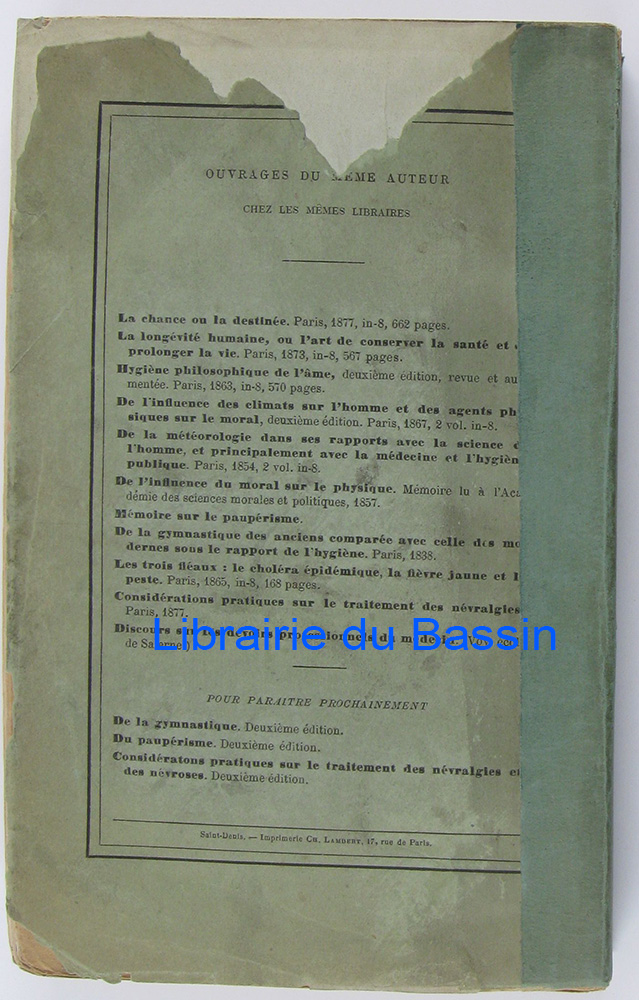 OUVRAGES DU MÊME AUTEUR
CHEZ LES MÊMES LIBRAIRES
La chance ou la destinée. Paris, 1877, in-8, 662 pages.
La longévité humaine, ou l'art de conserver la santé et
prolonger la vie. Paris, 1873, in-8, 567 pages.
Hygiène philosophique de l'âme, deuxième édition, revue et au
mentée. Paris, 1863, in-8, 570 pages.
De l'influence des climats sur l'homme et des agents ph
siques sur le moral, deuxième édition. Paris, 1867, 2 vol. in-8.
De la météorologie dans ses rapports avec la science d
l'homme, et principalement avec la médecine et l'hygièn
publique. Paris, 1854, 2 vol. in-8.
De l'influence du moral sur le physique. Mémoire lu à l'Aca
démie des sciences morales et politiques, 1857.
Mémoire sur le paupérisme.
De la gymnastique des anciens comparée avec celle des mo
dernes sous le rapport de l'hygiène. Paris, 1838.
Les trois fléaux : le choléra épidémique, la fièvre jaune et l
peste. Paris, 1865, in-8, 168 pages.
Considérations pratiques sur le traitement des névralgies
Paris, 1877.
Discours sur les devoirs professionnels du médecin.
de Salerne.)
Librairie du Bassin
POUR PARAITRE PROCHAINEMENT
De la gymnastique. Deuxième édition.
Du paupérisme. Deuxième édition.
Considératons pratiques sur le traitement des névralgies et
des névroses. Deuxième édition.
Saint-Denis. — Imprimerie CH. LAMBERT, 17, rue de Paris.